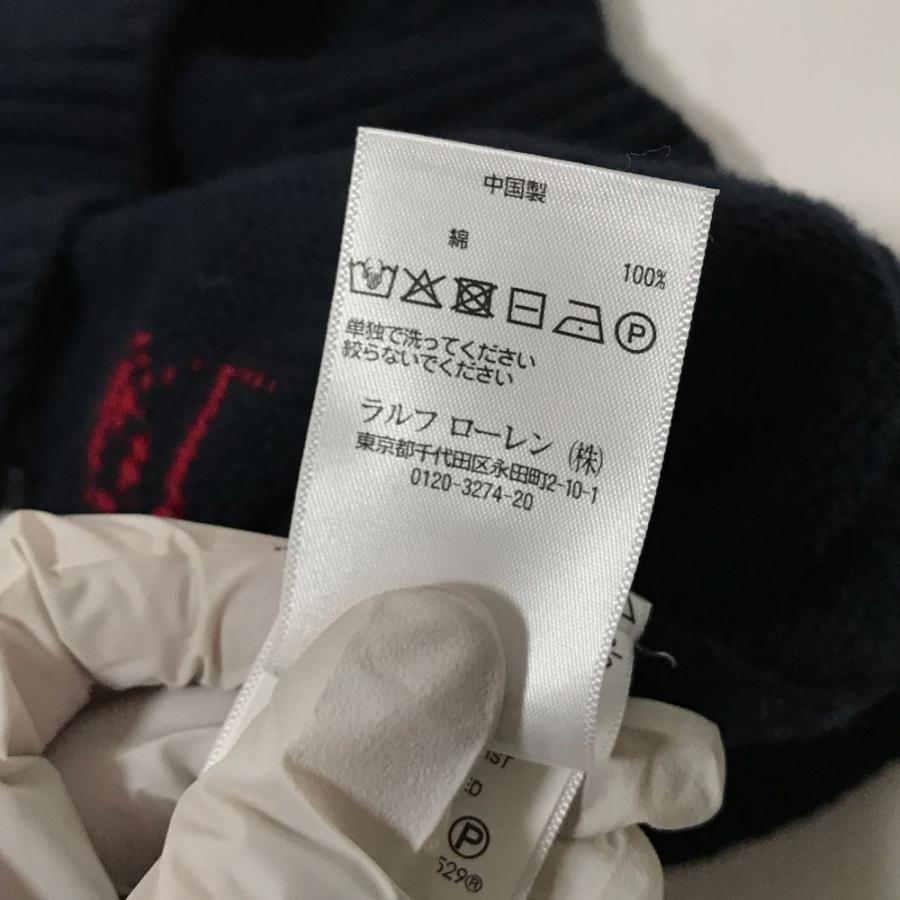 中国製
綿 100%
P
単独で洗ってください
絞らないでください
ラルフ ローレン (株)
東京都千代田区永田町2-10-1
0120-3274-20
P
529®